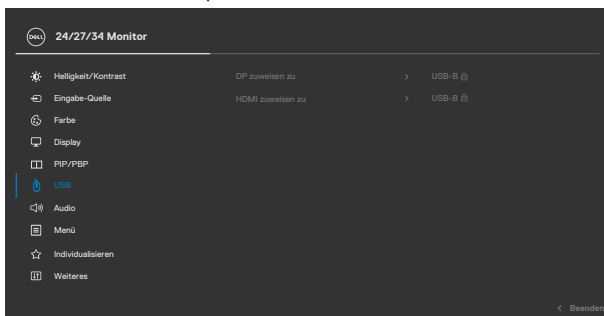 DELL 24/27/34 Monitor
Helligkeit/Kontrast DP zuweisen zu > USB-B
Eingabe-Quelle HDMI zuweisen zu > USB-B
Farbe
Display
PIP/PBP
USB
Audio
Menü
Individualisieren
Weiteres
< Beenden